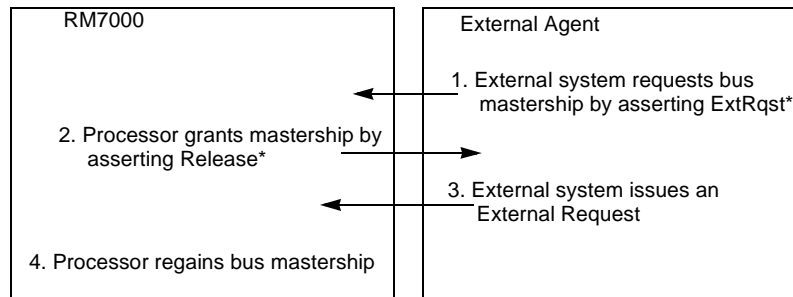 RM7000
External Agent
1. External system requests bus
mastership by asserting ExtRqst*
2. Processor grants mastership by
asserting Release*
3. External system issues an
External Request
4. Processor regains bus mastership